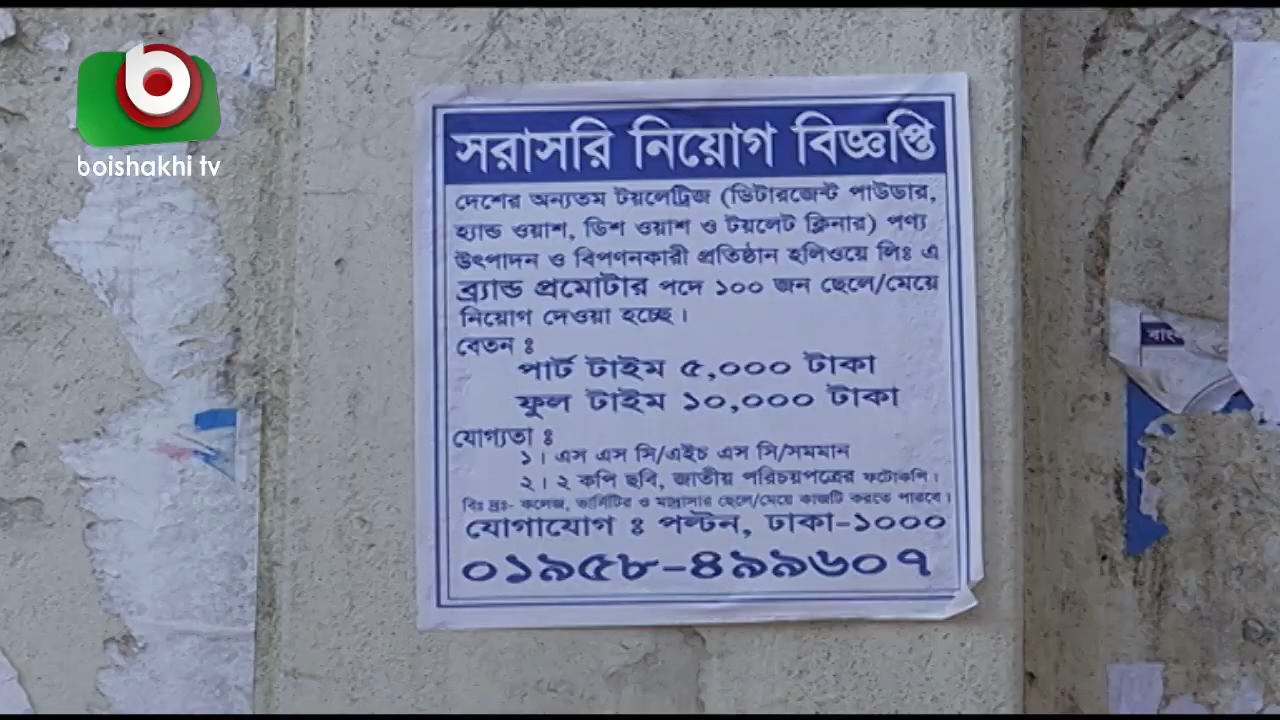 boishakhi tv
সরাসরি নিয়োগ বিজ্ঞপ্তি
দেশের অন্যতম টয়লেট্রিজ (ডিটারজেন্ট পাউডার,
হ্যান্ড ওয়াশ, ডিশ ওয়াশ ও টয়লেট ক্লিনার) পণ্য
উৎপাদন ও বিপণনকারী প্রতিষ্ঠান হলিওয়ে লিঃ এ
ব্র্যান্ড প্রমোটার পদে ১০০ জন ছেলে/মেয়ে
নিয়োগ দেওয়া হচ্ছে।
বেতন ঃ
পার্ট টাইম ৫,০০০ টাকা
ফুল টাইম ১০,০০০ টাকা
যোগ্যতা ঃ
১। এস এস সি/এইচ এস সি/সমমান
২। ২ কপি ছবি, জাতীয় পরিচয়পত্রের ফটোকপি।
বিঃ দ্রঃ- কলেজ, ভার্সিটির ও মাদ্রাসার ছেলে/মেয়ে কাজটি করতে পারবে।
যোগাযোগ ঃ পল্টন, ঢাকা-১০০০
০১৯৫৮-৪৯৯৬০৭